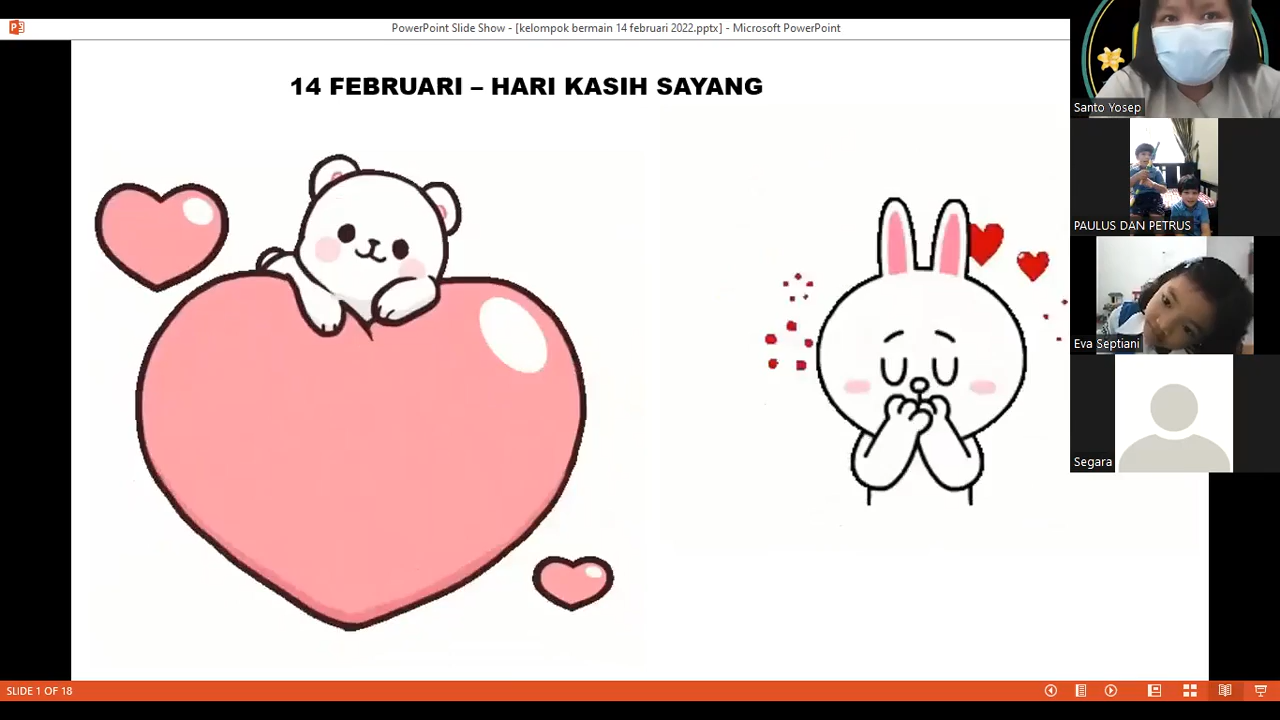 PowerPoint Slide Show - [kelompok bermain 14 februari 2022.pptx] - Microsoft PowerPoint
14 FEBRUARI – HARI KASIH SAYANG
Santo Yosep
PAULUS DAN PETRUS
Eva Septiani
Segara
SLIDE 1 OF 18